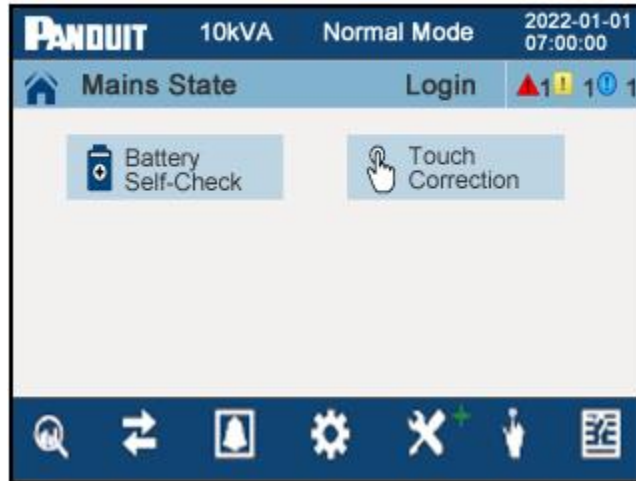 PANDUIT 10kVA Normal Mode 2022-01-01
07:00:00
Mains State Login 1 1 1
Battery
Self-Check
Touch
Correction